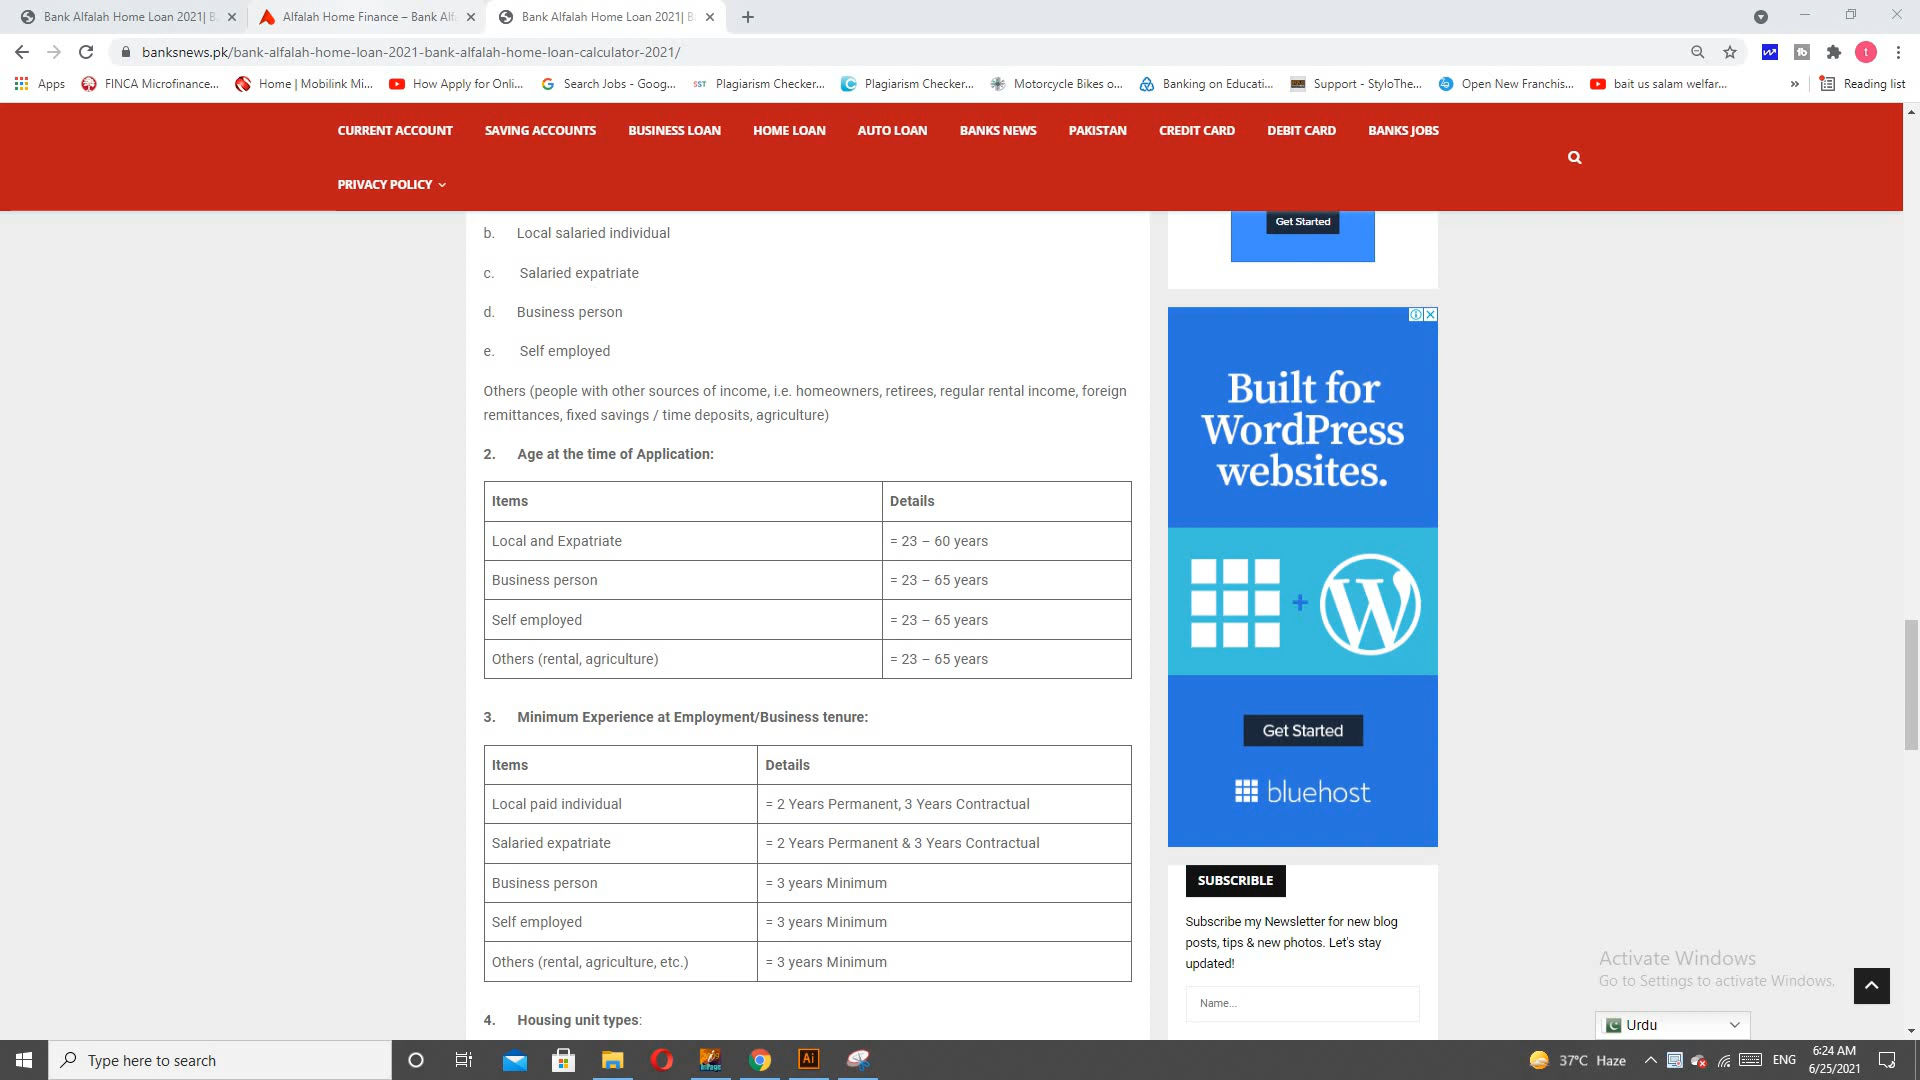 Bank Alfalah Home Loan 2021| B
Alfalah Home Finance – Bank Alf
Bank Alfalah Home Loan 2021| B
banksnews.pk/bank-alfalah-home-loan-2021-bank-alfalah-home-loan-calculator-2021/
t
Apps
FINCA Microfinance...
Home | Mobilink Mi...
How Apply for Onli...
Search Jobs - Goog...
SST
Plagiarism Checker...
Plagiarism Checker...
Motorcycle Bikes o...
Banking on Educati...
Support - StyloThe...
Open New Franchis...
bait us salam welfar...
»
Reading list
CURRENT ACCOUNT
SAVING ACCOUNTS
BUSINESS LOAN
HOME LOAN
AUTO LOAN
BANKS NEWS
PAKISTAN
CREDIT CARD
DEBIT CARD
BANKS JOBS
PRIVACY POLICY
b. Local salaried individual
c. Salaried expatriate
d. Business person
e. Self employed
Others (people with other sources of income, i.e. homeowners, retirees, regular rental income, foreign
remittances, fixed savings / time deposits, agriculture)
2. Age at the time of Application:
Items Details
Local and Expatriate = 23 – 60 years
Business person = 23 – 65 years
Self employed = 23 – 65 years
Others (rental, agriculture) = 23 – 65 years
3. Minimum Experience at Employment/Business tenure:
Items Details
Local paid individual = 2 Years Permanent, 3 Years Contractual
Salaried expatriate = 2 Years Permanent & 3 Years Contractual
Business person = 3 years Minimum
Self employed = 3 years Minimum
Others (rental, agriculture, etc.) = 3 years Minimum
4. Housing unit types:
Get Started
Built for
WordPress
websites.
+
Get Started
bluehost
SUBSCRIBLE
Subscribe my Newsletter for new blog
posts, tips & new photos. Let's stay
updated!
Name...
Activate Windows
Go to Settings to activate Windows.
Urdu
Type here to search
Ai
37°C Haze
ENG
6:24 AM
6/25/2021